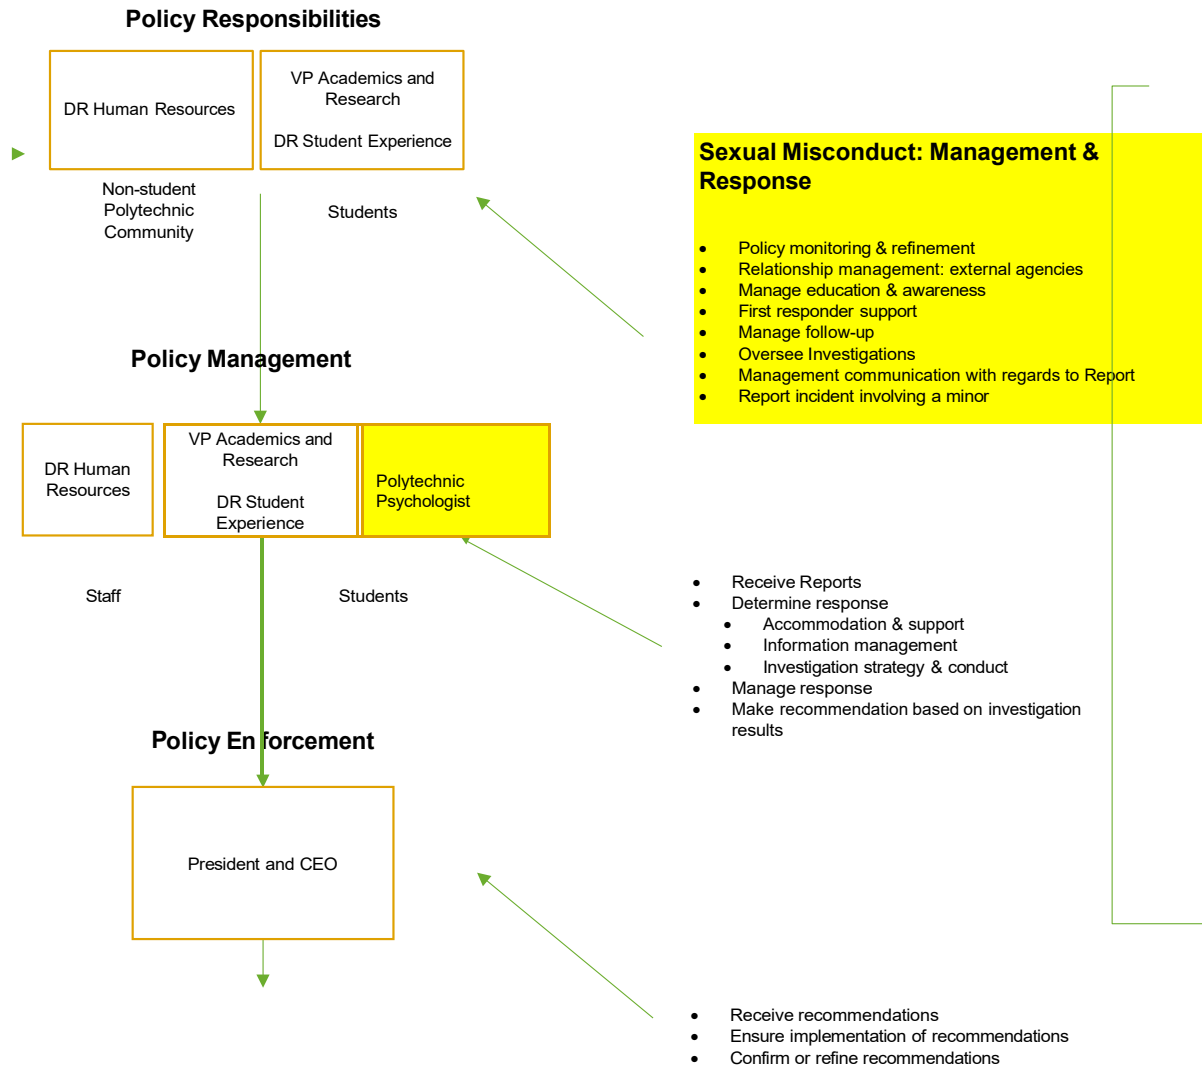 Policy Responsibilities
DR Human Resources
VP Academics and
Research
DR Student Experience
Non-student
Polytechnic
Community
Students
Sexual Misconduct: Management &
Response
• Policy monitoring & refinement
• Relationship management: external agencies
• Manage education & awareness
• First responder support
• Manage follow-up
• Oversee Investigations
• Management communication with regards to Report
• Report incident involving a minor
Policy Management
DR Human
Resources
VP Academics and
Research
DR Student
Experience
Polytechnic
Psychologist
Staff
Students
• Receive Reports
• Determine response
• Accommodation & support
• Information management
• Investigation strategy & conduct
• Manage response
• Make recommendation based on investigation
results
Policy Enforcement
President and CEO
• Receive recommendations
• Ensure implementation of recommendations
• Confirm or refine recommendations